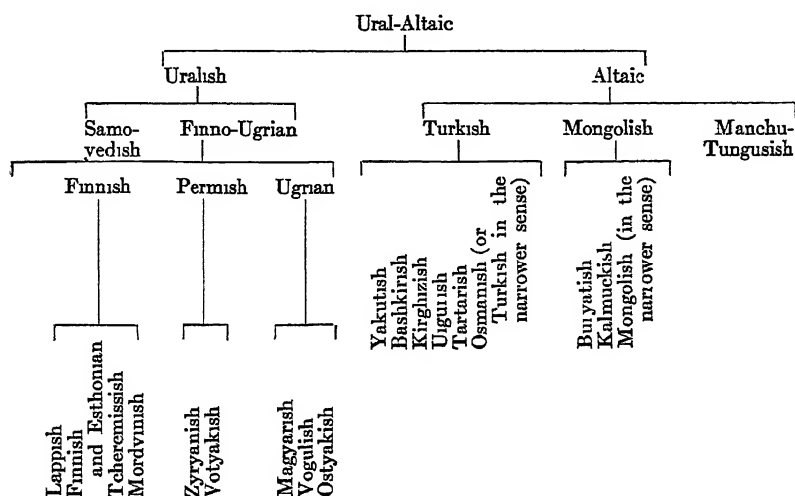 Ural-Altaic
Uralish
Altaic
Samo-
yedish
Finno-Ugrian
Turkish
Mongolish
Manchu-
Tungusish
Finnish
Permish
Ugrian
Yakutish
Bashkirish
Kirghizish
Uigurish
Tartarish
Osmanish (or
Turkish in the
narrower sense)
Buryatish
Kalmuckish
Mongolish (in the
narrower sense)
Lappish
Finnish
and Esthonian
Tcheremissish
Mordvinish
Zyryanish
Votyakish
Magyarish
Vogulish
Ostyakish